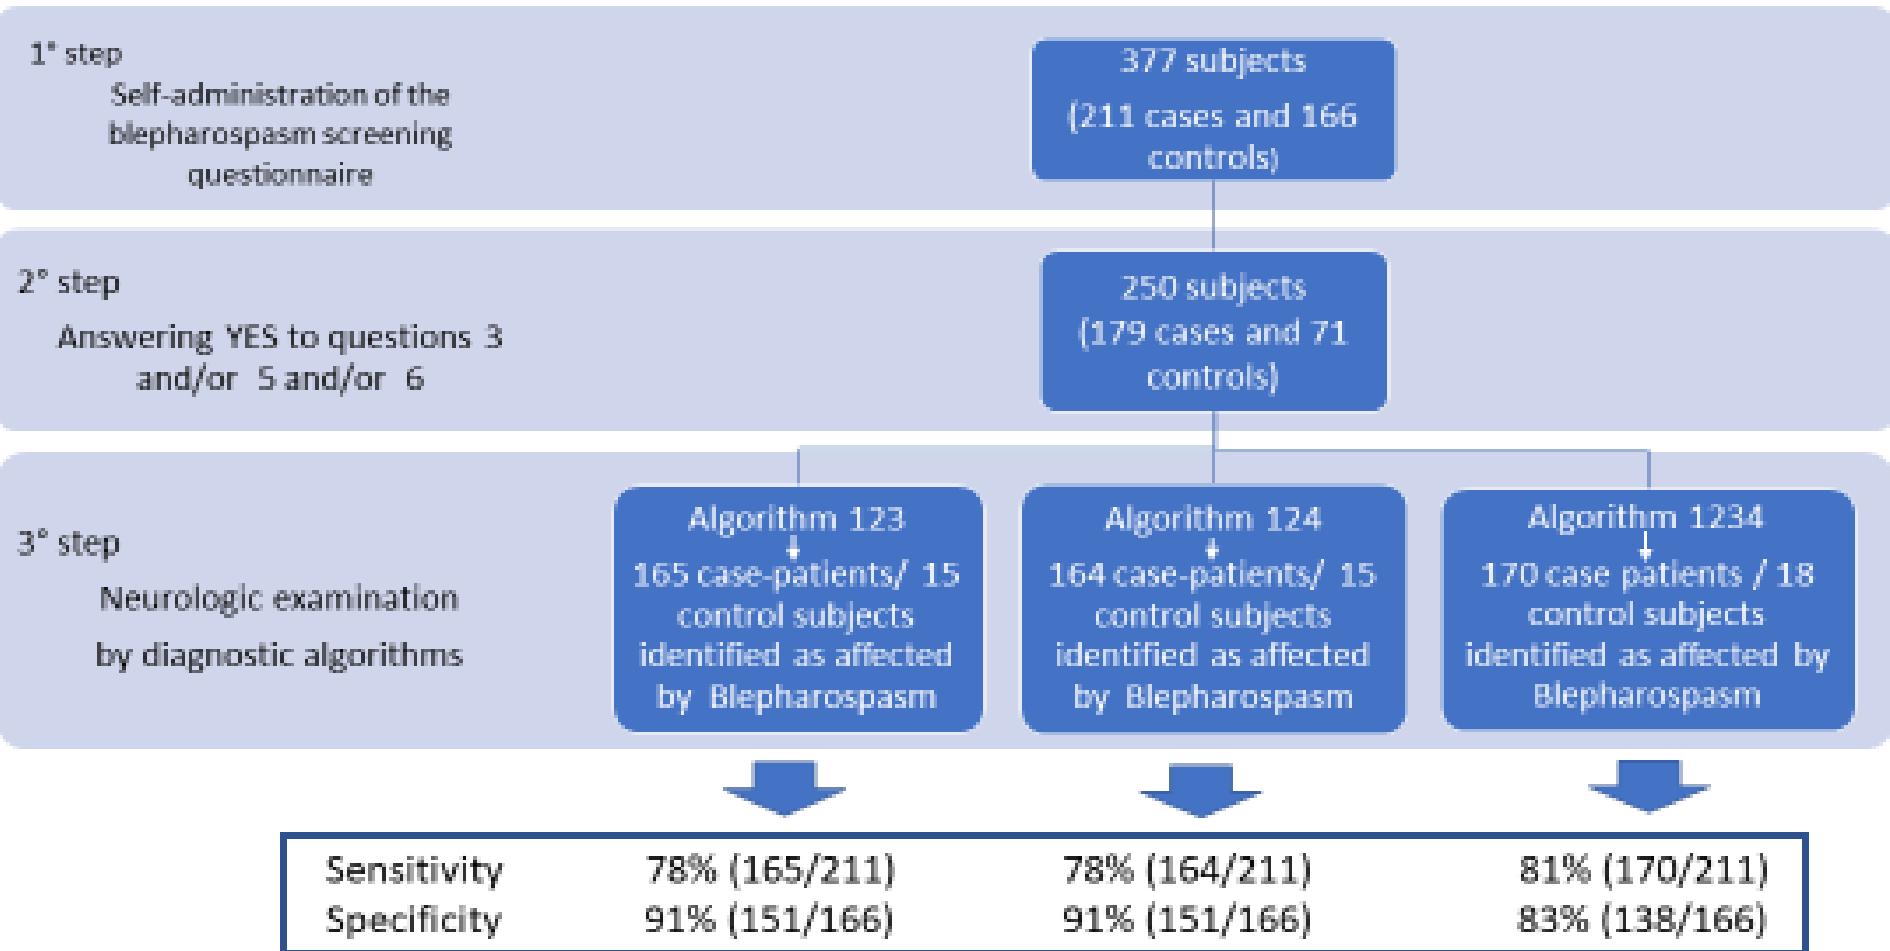 1° step
Self-administration of the
blepharospasm screening
questionnaire
377 subjects
(211 cases and 166
controls)
2° step
Answering YES to questions 3
and/or 5 and/or 6
250 subjects
(179 cases and 71
controls)
3° step
Neurologic examination
by diagnostic algorithms
Algorithm 123
165 case-patients/ 15
control subjects
identified as affected
by Blepharospasm
Algorithm 124
164 case-patients/ 15
control subjects
identified as affected
by Blepharospasm
Algorithm 1234
170 case patients / 18
control subjects
identified as affected by
Blepharospasm
Sensitivity 78% (165/211) 78% (164/211) 81% (170/211)
Specificity 91% (151/166) 91% (151/166) 83% (138/166)